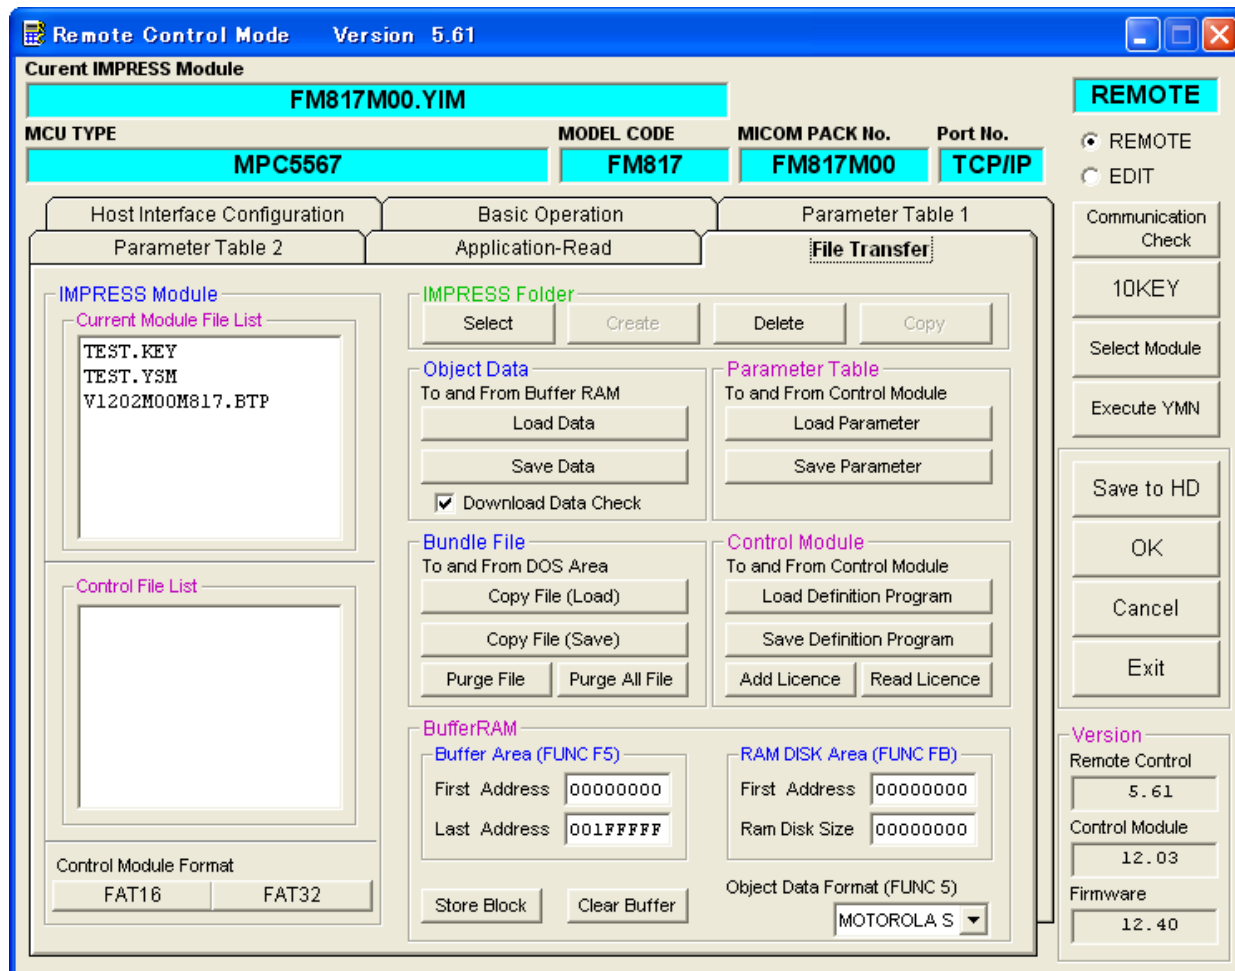 Remote Control Mode Version 5.61
Curent IMPRESS Module
FM817M00.YIM
REMOTE
MCU TYPE
MODEL CODE
MICOM PACK No.
Port No.
MPC5567
FM817
FM817M00
TCP/IP
REMOTE
EDIT
Host Interface Configuration
Basic Operation
Parameter Table 1
Parameter Table 2
Application-Read
File Transfer
Communication
Check
10KEY
Select Module
Execute YMN
IMPRESS Module
Current Module File List
TEST.KEY
TEST.YSM
V1202M00M817.BTP
Control File List
Control Module Format
FAT16
FAT32
IMPRESS Folder
Select
Create
Delete
Copy
Object Data
To and From Buffer RAM
Load Data
Save Data
Download Data Check
Parameter Table
To and From Control Module
Load Parameter
Save Parameter
Bundle File
To and From DOS Area
Copy File (Load)
Copy File (Save)
Purge File
Purge All File
Control Module
To and From Control Module
Load Definition Program
Save Definition Program
Add Licence
Read Licence
BufferRAM
Buffer Area (FUNC F5)
First Address 00000000
Last Address 001FFFFF
RAM DISK Area (FUNC FB)
First Address 00000000
Ram Disk Size 00000000
Store Block
Clear Buffer
Object Data Format (FUNC 5)
MOTOROLA S
Save to HD
OK
Cancel
Exit
Version
Remote Control
5.61
Control Module
12.03
Firmware
12.40